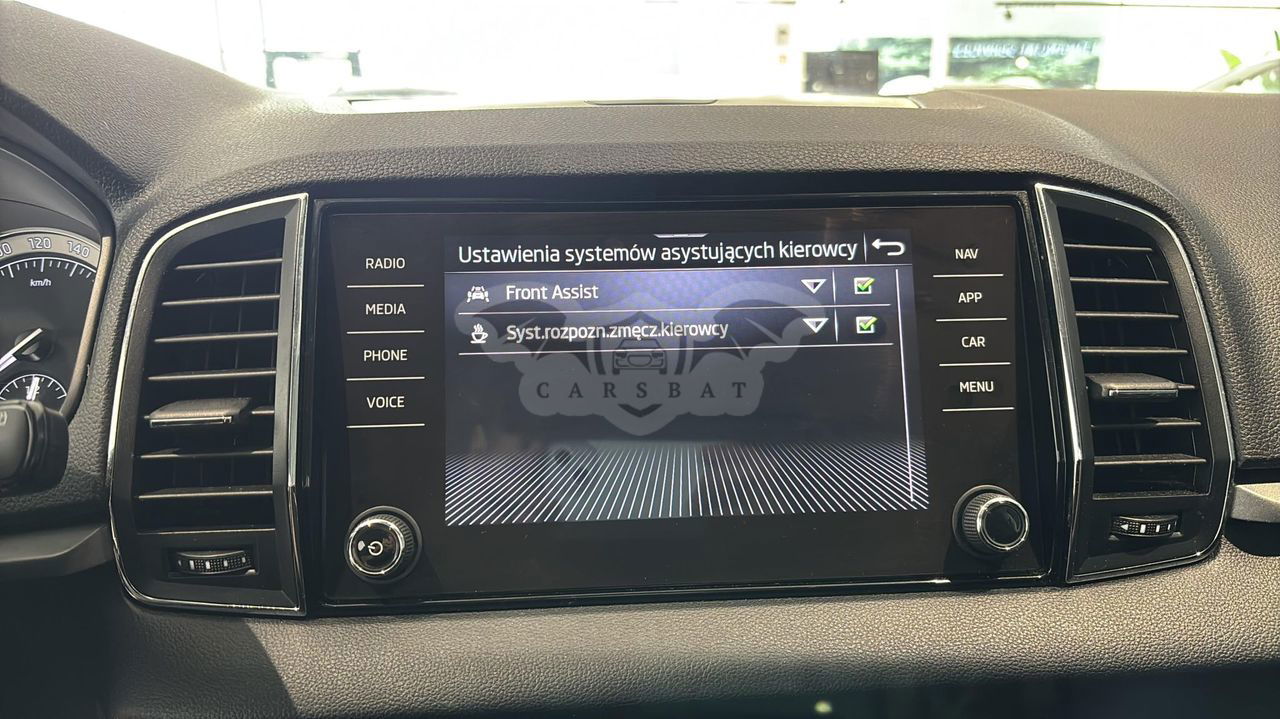 120
140
km/h
RADIO
MEDIA
PHONE
VOICE
Ustawienia systemów asystujących kierowcy
Front Assist
Syst.rozpozn.zmęcz.kierowcy
CARSBAT
NAV
APP
CAR
MENU